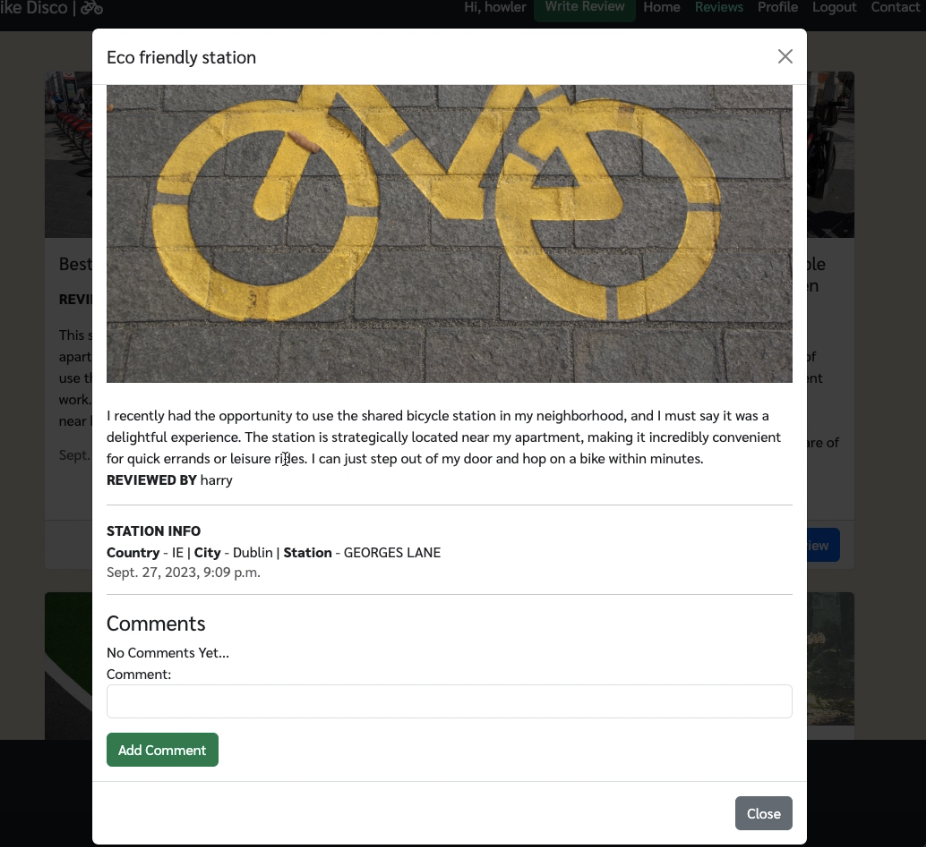 ike Disco |
Hi, howler Write Review Home Reviews Profile Logout Contact
Eco friendly station
I recently had the opportunity to use the shared bicycle station in my neighborhood, and I must say it was a
delightful experience. The station is strategically located near my apartment, making it incredibly convenient
for quick errands or leisure rides. I can just step out of my door and hop on a bike within minutes.
REVIEWED BY harry
STATION INFO
Country - IE | City - Dublin | Station - GEORGES LANE
Sept. 27, 2023, 9:09 p.m.
Comments
No Comments Yet...
Comment:
Add Comment
Close
Best
REVI
This s
apart
use th
work.
near
Sept.
ple
en
of
ent
are of
iew